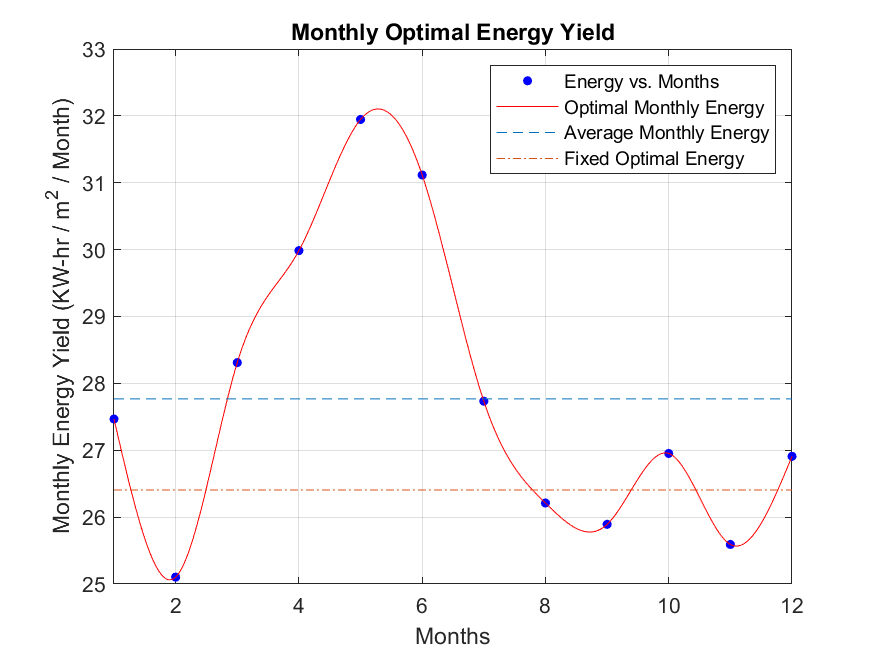 Monthly Optimal Energy Yield
33
32
31
30
29
28
27
26
25
Monthly Energy Yield (KW-hr / m² / Month)
Energy vs. Months
Optimal Monthly Energy
Average Monthly Energy
Fixed Optimal Energy
2 4 6 8 10 12
Months